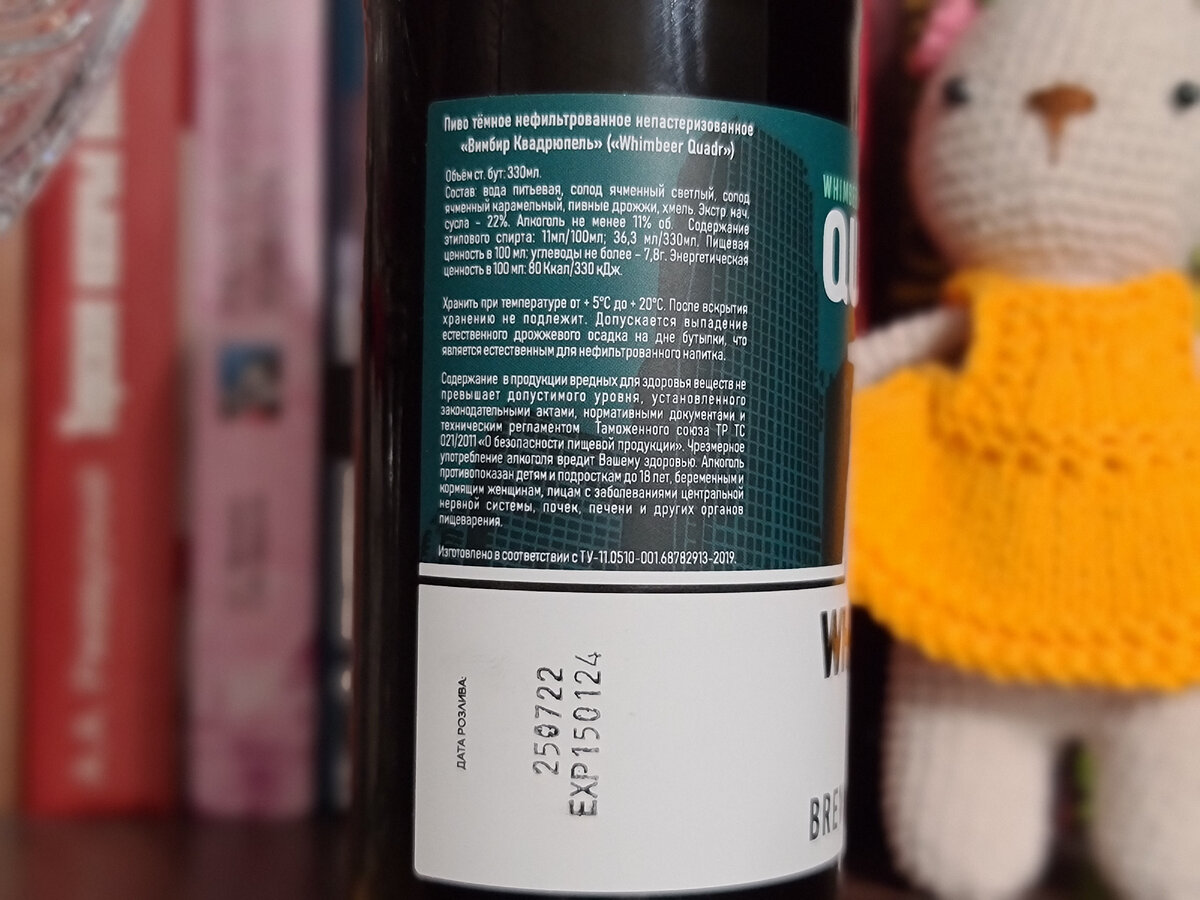 Пиво тёмное нефильтрованное непастеризованное
«Вимбир Квадрюпель» («Whimbeer Quadr»)
Объём ст. бут: 330мл.
Состав: вода питьевая, солод ячменный светлый, солод
ячменный карамельный, пивные дрожжи, хмель. Экстр нач.
сусла - 22%. Алкоголь не менее 11% об. Содержание
этилового спирта: 11мл/100мл; 36,3 мл/330мл. Пищевая
ценность в 100 мл: углеводы не более - 7,8г. Энергетическая
ценность в 100 мл: 80 Ккал/330 кДж.
Хранить при температуре от + 5°С до + 20°С. После вскрытия
хранению не подлежит. Допускается выпадение
естественного дрожжевого осадка на дне бутылки, что
является естественным для нефильтрованного напитка.
Содержание в продукции вредных для здоровья веществ не
превышает допустимого уровня, установленного
законодательными актами, нормативными документами и
техническим регламентом Таможенного союза ТР ТС
021/2011 «О безопасности пищевой продукции». Чрезмерное
употребление алкоголя вредит Вашему здоровью. Алкоголь
противопоказан детям и подросткам до 18 лет, беременным и
кормящим женщинам, лицам с заболеваниями центральной
нервной системы, почек, печени и других органов
пищеварения.
Изготовлено в соответствии с ТУ-11.0510-001.68782913-2019.
ДАТА РОЗЛИВА:
250722
EXP150124